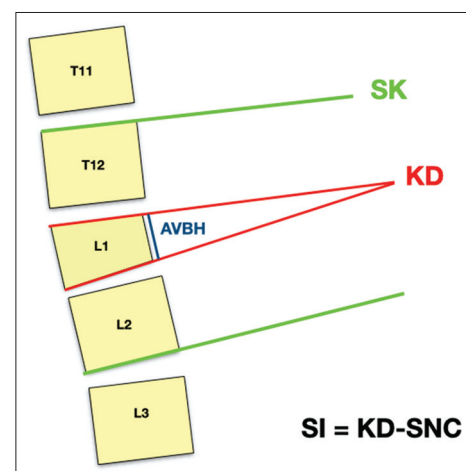 T11
SK
T12
KD
AVBH
L1
L2
L3
SI = KD-SNC